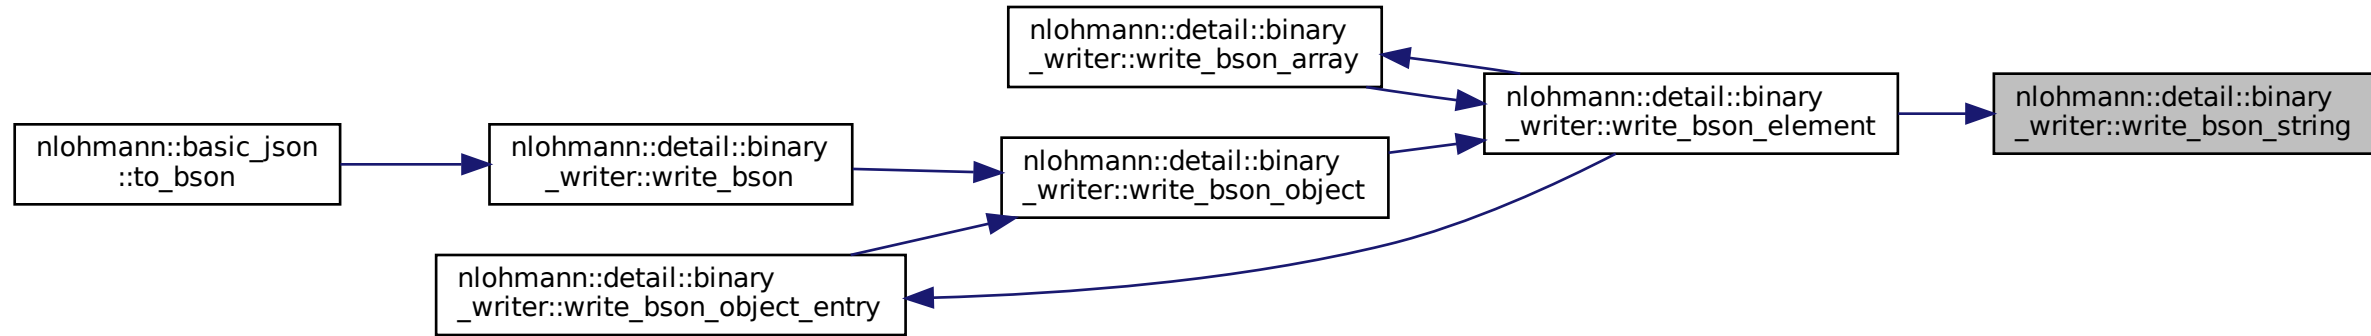 nlohmann::basic_json
::to_bson
nlohmann::detail::binary
_writer::write_bson
nlohmann::detail::binary
_writer::write_bson_array
nlohmann::detail::binary
_writer::write_bson_object
nlohmann::detail::binary
_writer::write_bson_object_entry
nlohmann::detail::binary
_writer::write_bson_element
nlohmann::detail::binary
_writer::write_bson_string